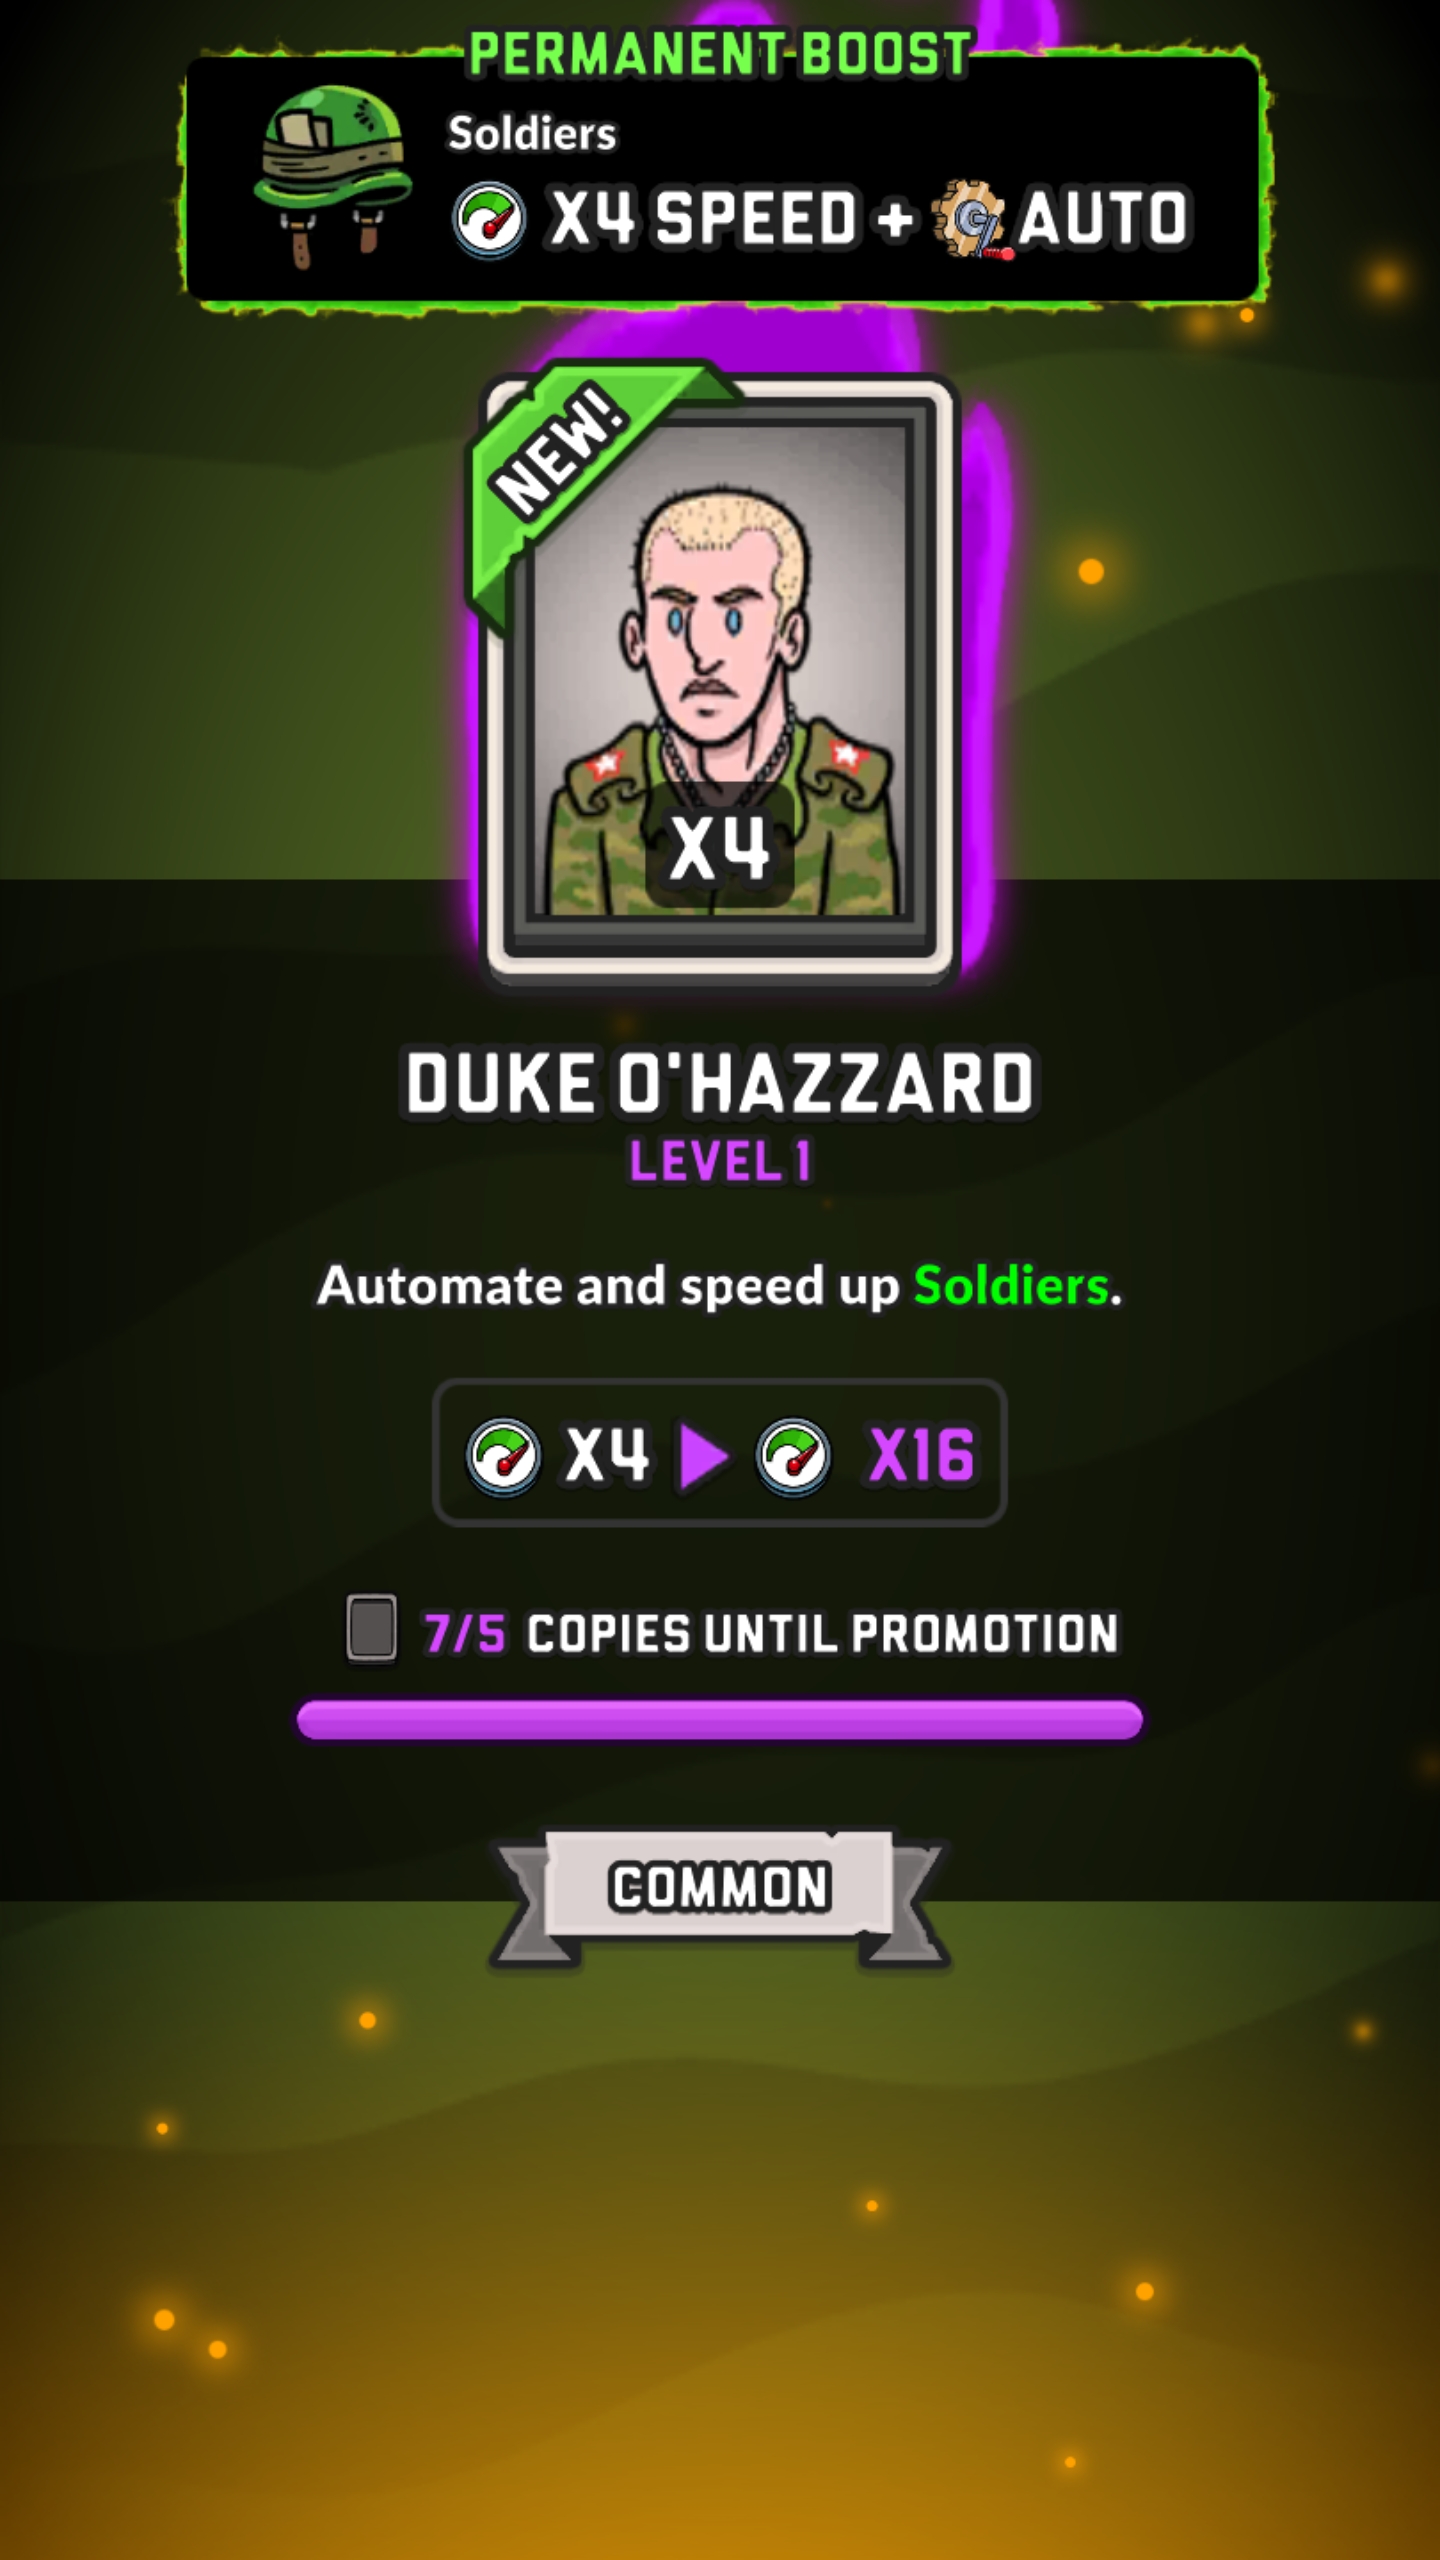 PERMANENT BOOST
Soldiers
X4 SPEED + AUTO
NEW!
X4
DUKE O'HAZZARD
LEVEL 1
Automate and speed up Soldiers.
X4 X16
7/5 COPIES UNTIL PROMOTION
COMMON